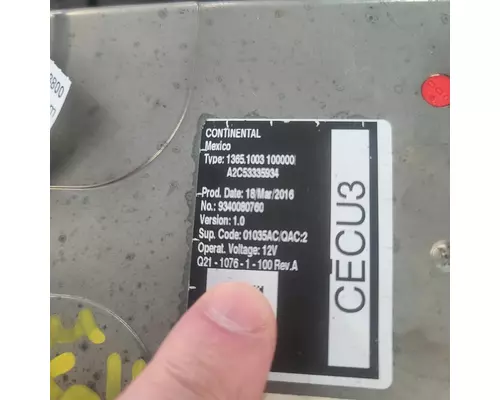 CONTINENTAL
Mexico
Type: 1365.1003 100000
A2C53335934
Prod. Date: 18/Mar/2016
No.: 9340080760
Version: 1.0
Sup. Code: 01035AC/QAC:2
Operat. Voltage: 12V
Q21 - 1076 - 1 - 100 Rev.A
CECU3